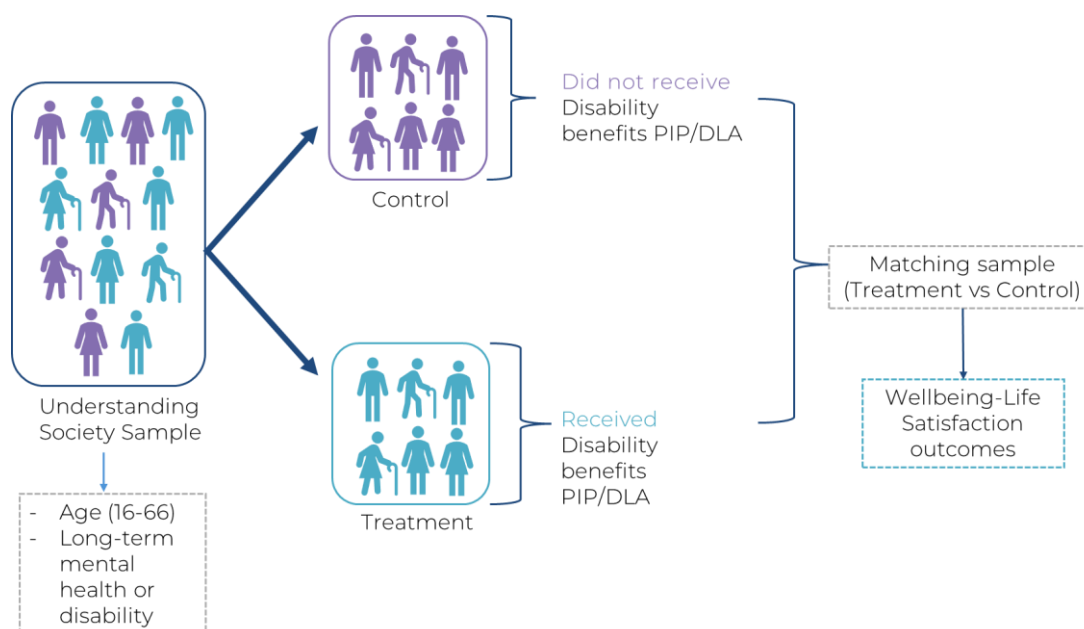 Understanding
Society Sample
- Age (16-66)
- Long-term
mental
health or
disability
Control
Did not receive
Disability
benefits PIP/DLA
Treatment
Received
Disability
benefits
PIP/DLA
Matching sample
(Treatment vs Control)
Wellbeing-Life
Satisfaction
outcomes